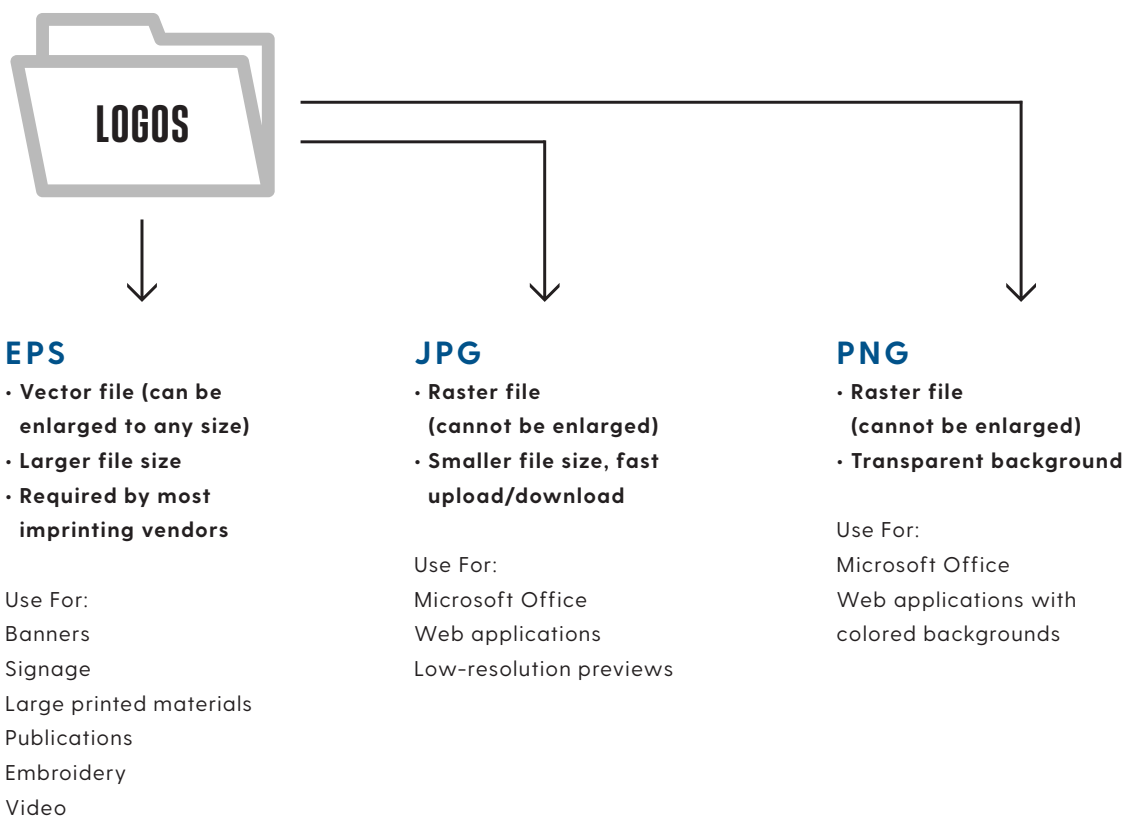 LOGOS
EPS
• Vector file (can be
enlarged to any size)
• Larger file size
• Required by most
imprinting vendors
Use For:
Banners
Signage
Large printed materials
Publications
Embroidery
Video
JPG
• Raster file
(cannot be enlarged)
• Smaller file size, fast
upload/download
Use For:
Microsoft Office
Web applications
Low-resolution previews
PNG
• Raster file
(cannot be enlarged)
• Transparent background
Use For:
Microsoft Office
Web applications with
colored backgrounds